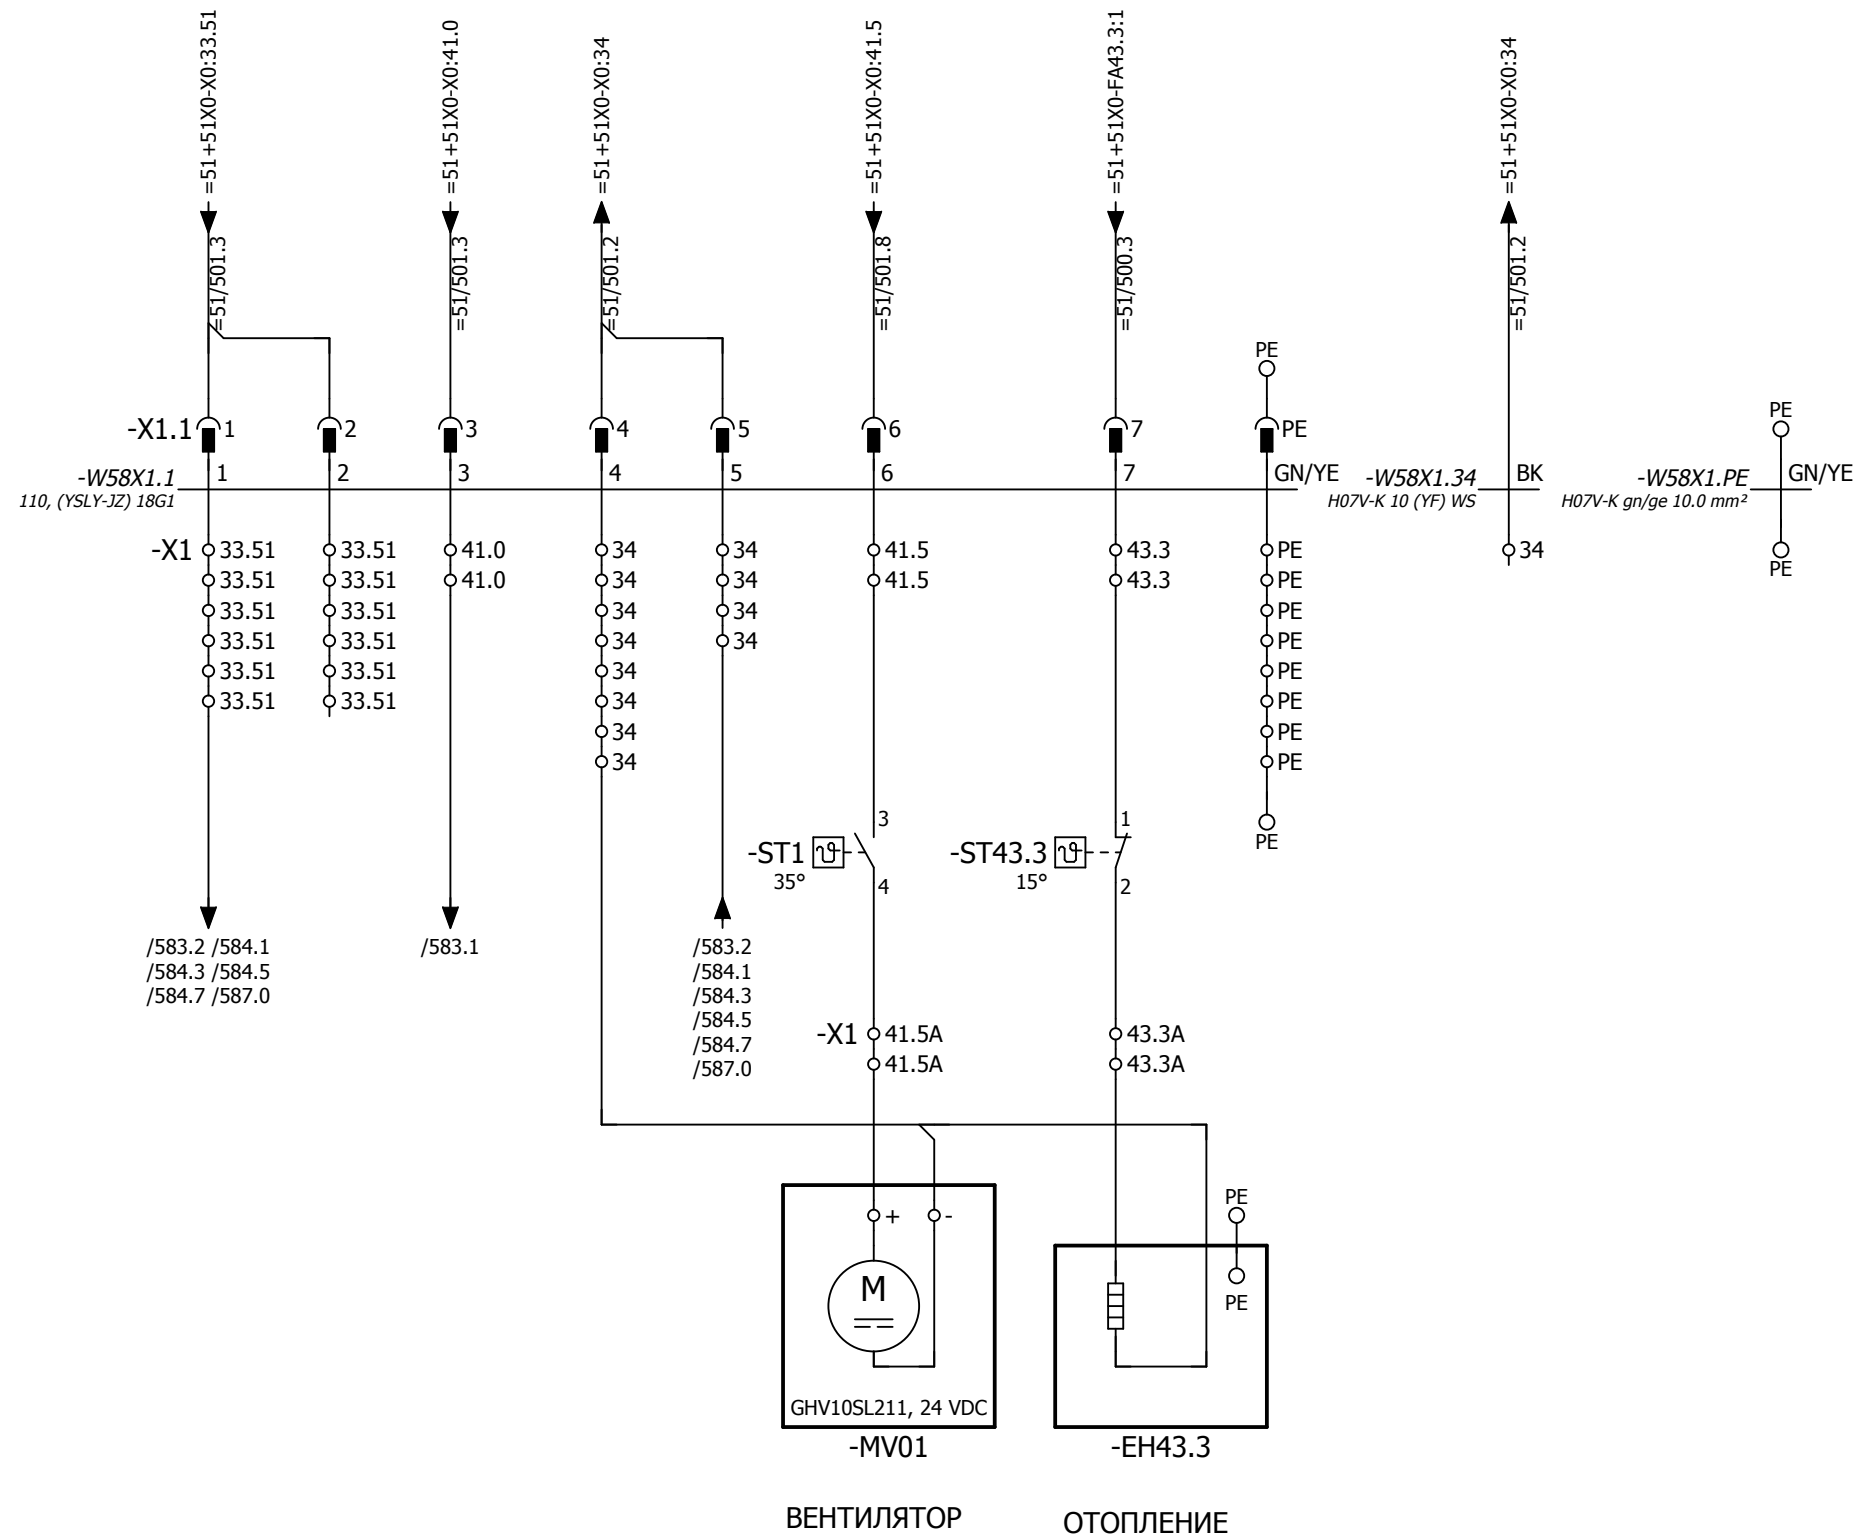 =51+51X0-X0:33.51
=51+51X0-X0:41.0
=51+51X0-X0:34
=51+51X0-X0:41.5
=51+51X0-FA43.3:1
=51+51X0-X0:34
=51/501.3
=51/501.3
=51/501.2
=51/501.8
=51/500.3
=51/501.2
PE
PE
-X1.1 1 2 3 4 5 6 7 PE
-W58X1.1 1 2 3 4 5 6 7 GN/YE -W58X1.34 BK -W58X1.PE GN/YE
110, (YSLY-JZ) 18G1 H07V-K 10 (YF) WS H07V-K gn/ge 10.0 mm²
-X1 33.51 33.51 41.0 34 34 41.5 43.3 PE 34 PE
33.51 33.51 41.0 34 34 41.5 43.3 PE
33.51 33.51 34 34 PE
33.51 33.51 34 34 PE
33.51 33.51 34 PE
33.51 33.51 34 PE
34 PE
34 PE
3 1
PE
-ST1 -ST43.3
35° 15°
4 2
/583.2 /584.1 /583.1 /583.2
/584.3 /584.5 /584.1
/584.7 /587.0 /584.3
/584.5
/584.7
/587.0
-X1 41.5A 43.3A
41.5A 43.3A
PE
+ -
M
PE
GHV10SL211, 24 VDC
-MV01 -EH43.3
ВЕНТИЛЯТОР ОТОПЛЕНИЕ